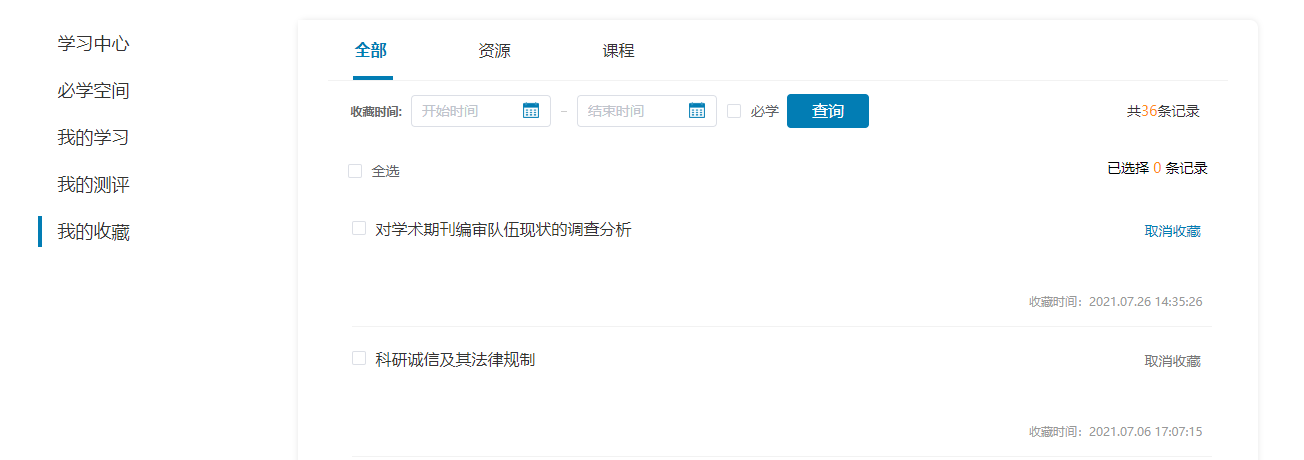 学习中心
必学空间
我的学习
我的测评
我的收藏
全部 资源 课程
收藏时间: 开始时间 - 结束时间 必学 查询 共36条记录
全选 已选择 0 条记录
对学术期刊编审队伍现状的调查分析 取消收藏
收藏时间：2021.07.26 14:35:26
科研诚信及其法律规制 取消收藏
收藏时间：2021.07.06 17:07:15